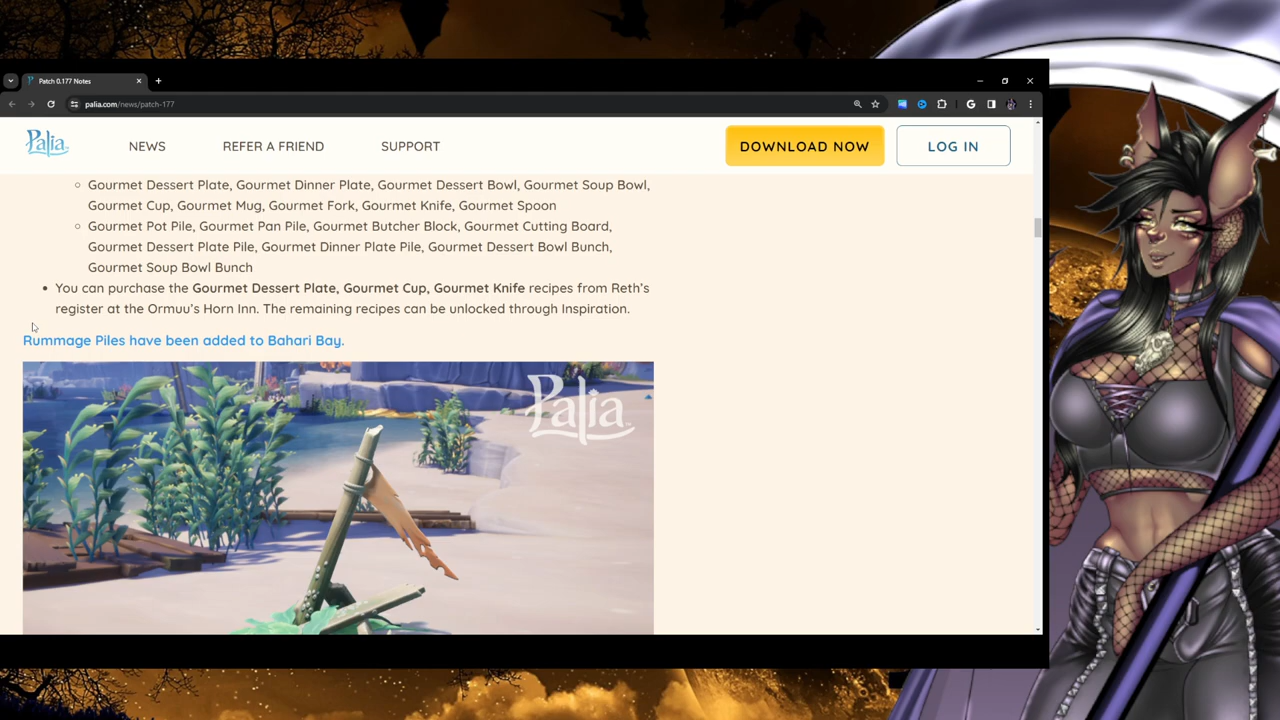 Patch 0.177 Notes
palia.com/news/patch-177
Palia
NEWS
REFER A FRIEND
SUPPORT
DOWNLOAD NOW
LOG IN
Gourmet Dessert Plate, Gourmet Dinner Plate, Gourmet Dessert Bowl, Gourmet Soup Bowl,
Gourmet Cup, Gourmet Mug, Gourmet Fork, Gourmet Knife, Gourmet Spoon
Gourmet Pot Pile, Gourmet Pan Pile, Gourmet Butcher Block, Gourmet Cutting Board,
Gourmet Dessert Plate Pile, Gourmet Dinner Plate Pile, Gourmet Dessert Bowl Bunch,
Gourmet Soup Bowl Bunch
You can purchase the Gourmet Dessert Plate, Gourmet Cup, Gourmet Knife recipes from Reth's
register at the Ormuu's Horn Inn. The remaining recipes can be unlocked through Inspiration.
Rummage Piles have been added to Bahari Bay.
Palia